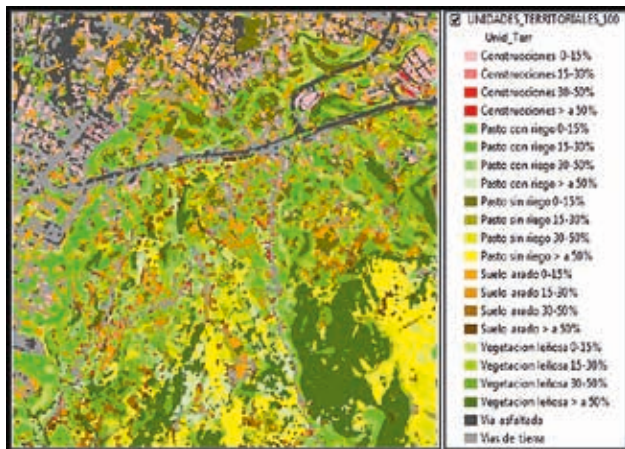 UNIDADES_TERRITORIALES_100
Unid_Tarr
Construcciones 0-15%
Construcciones 15-30%
Construcciones 30-50%
Construcciones > a 50%
Pasto con riego 0-15%
Pasto con riego 15-30%
Pasto con riego 30-50%
Pasto con riego > a 50%
Pasto sin riego 0-15%
Pasto sin riego 15-30%
Pasto sin riego 30-50%
Pasto sin riego > a 50%
Suelo arado 0-15%
Suelo arado 15-30%
Suelo arado 30-50%
Suelo arado > a 50%
Vegetacion leñosa 0-15%
Vegetacion leñosa 15-30%
Vegetacion leñosa 30-50%
Vegetacion leñosa > a 50%
Via asfaltada
Vias de tierra